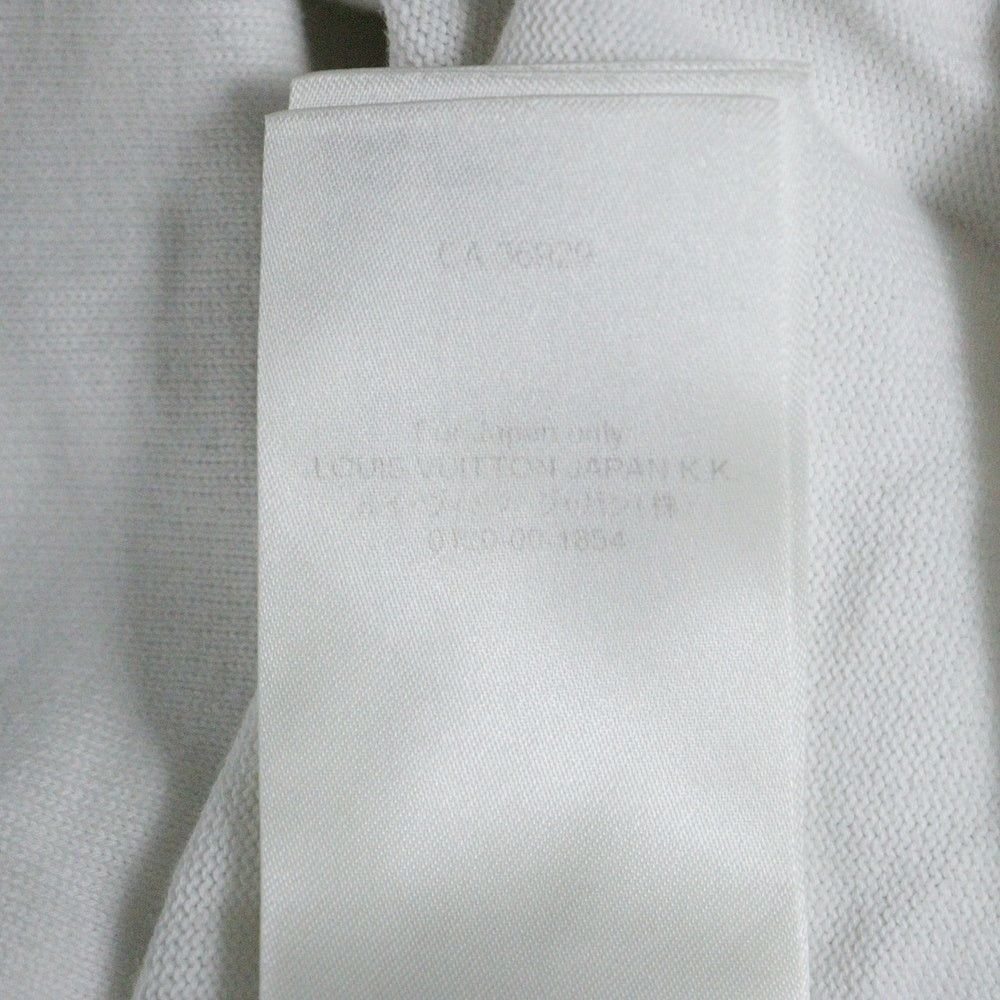 CA 36929
For Japan only
LOUIS VUITTON JAPAN K.K.
0120-00-1854